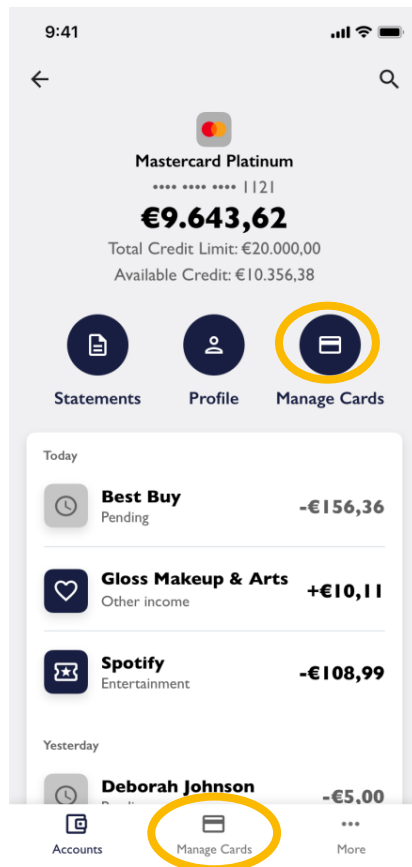 9:41
Mastercard Platinum
•••• •••• •••• 1121
€9.643,62
Total Credit Limit: €20.000,00
Available Credit: €10.356,38
Statements Profile Manage Cards
Today
Best Buy
Pending
-€156,36
Gloss Makeup & Arts
Other income
+€10,11
Spotify
Entertainment
-€108,99
Yesterday
Deborah Johnson
-€5,00
Accounts Manage Cards More